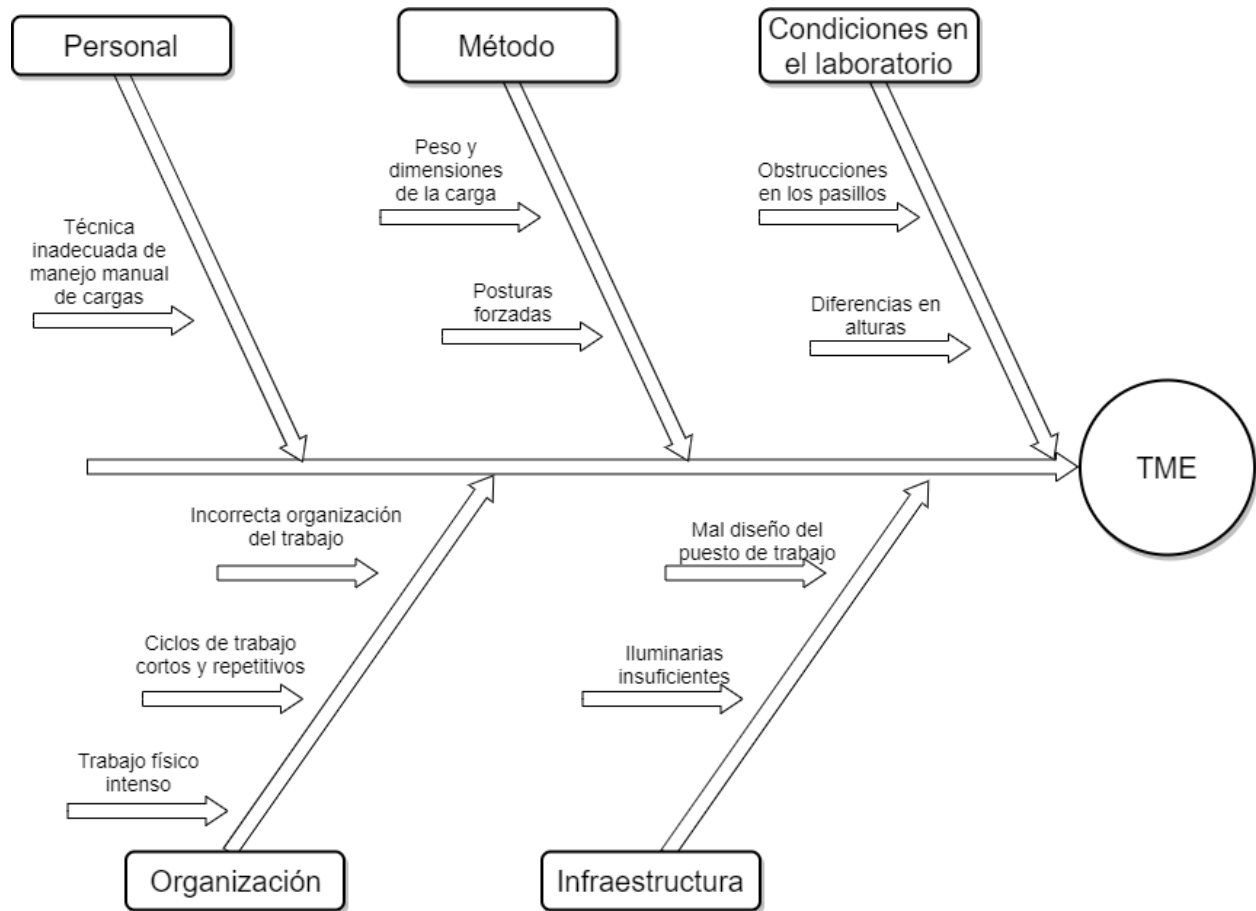 Personal
Método
Condiciones en
el laboratorio
Peso y
dimensiones
de la carga
Obstrucciones
en los pasillos
Técnica
inadecuada de
manejo manual
de cargas
Posturas
forzadas
Diferencias en
alturas
TME
Incorrecta organización
del trabajo
Mal diseño del
puesto de trabajo
Ciclos de trabajo
cortos y repetitivos
Iluminarias
insuficientes
Trabajo físico
intenso
Organización
Infraestructura